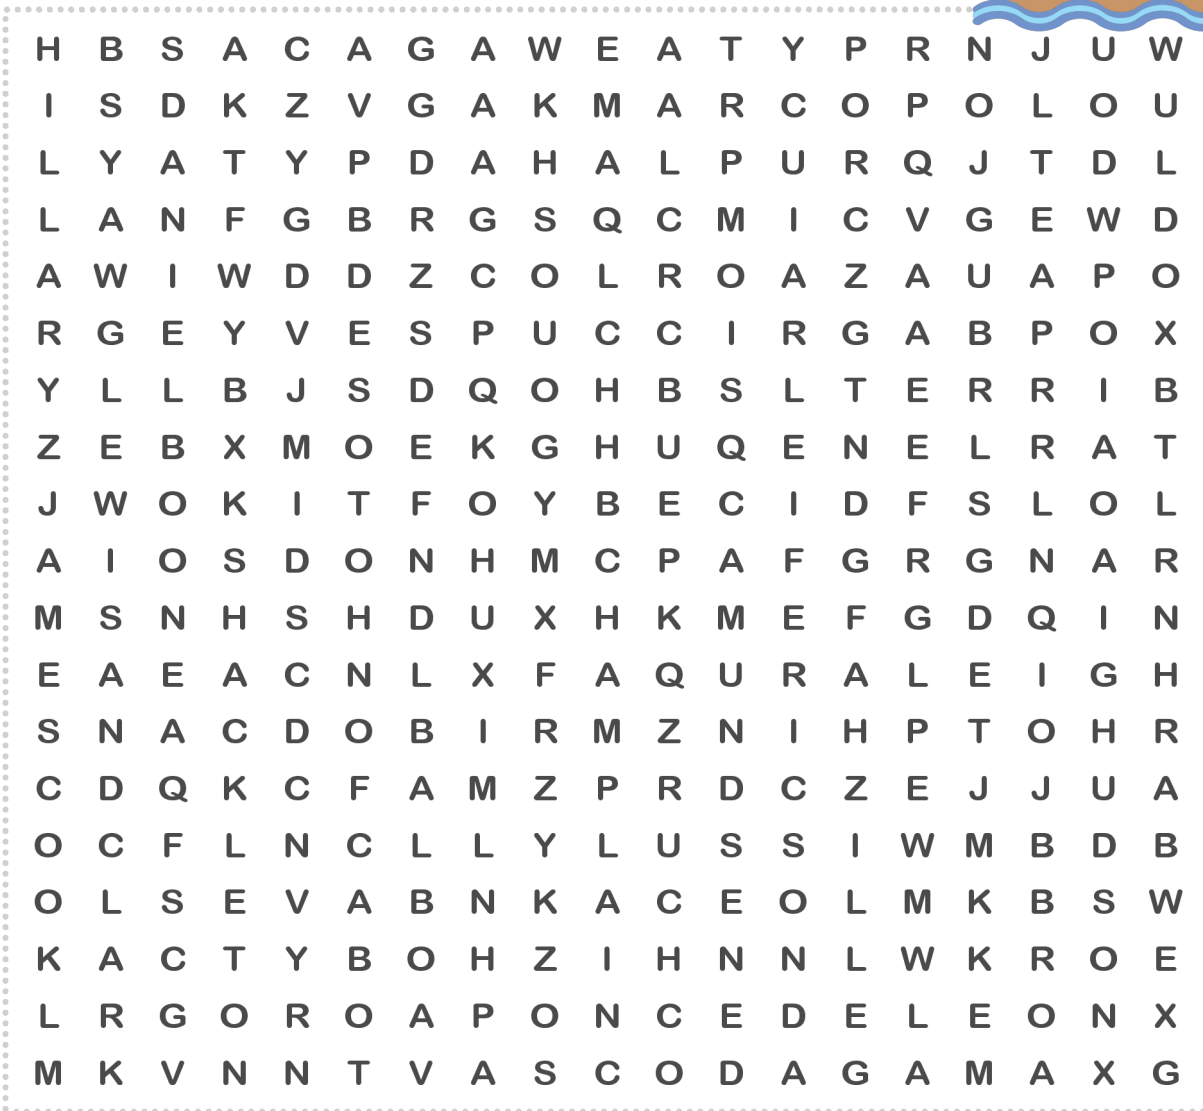 H B S A C A G A W E A T Y P R N J U W
I S D K Z V G A K M A R C O P O L O U
L Y A T Y P D A H A L P U R Q J T D L
L A N F G B R G S Q C M I C V G E W D
A W I W D D Z C O L R O A Z A U A P O
R G E Y V E S P U C C I R G A B P O X
Y L L B J S D Q O H B S L T E R R I B
Z E B X M O E K G H U Q E N E L R A T
J W O K I T F O Y B E C I D F S L O L
A I O S D O N H M C P A F G R G N A R
M S N H S H D U X H K M E F G D Q I N
E A E A C N L X F A Q U R A L E I G H
S N A C D O B I R M Z N I H P T O H R
C D Q K C F A M Z P R D C Z E J J U A
O C F L N C L L Y L U S S I W M B D B
O L S E V A B N K A C E O L M K B S W
K A C T Y B O H Z I H N N L W K R O E
L R G O R O A P O N C E D E L E O N X
M K V N N T V A S C O D A G A M A X G